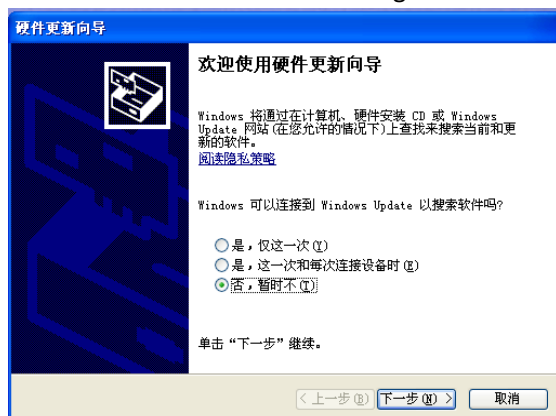 硬件更新向导
欢迎使用硬件更新向导
Windows 将通过在计算机、硬件安装 CD 或 Windows
Update 网站(在您允许的情况下)上查找来搜索当前和更
新的软件。
阅读隐私策略
Windows 可以连接到 Windows Update 以搜索软件吗?
是，仅这一次(Y)
是，这一次和每次连接设备时(E)
否，暂时不(T)
单击“下一步”继续。
< 上一步(B) 下一步(N) > 取消